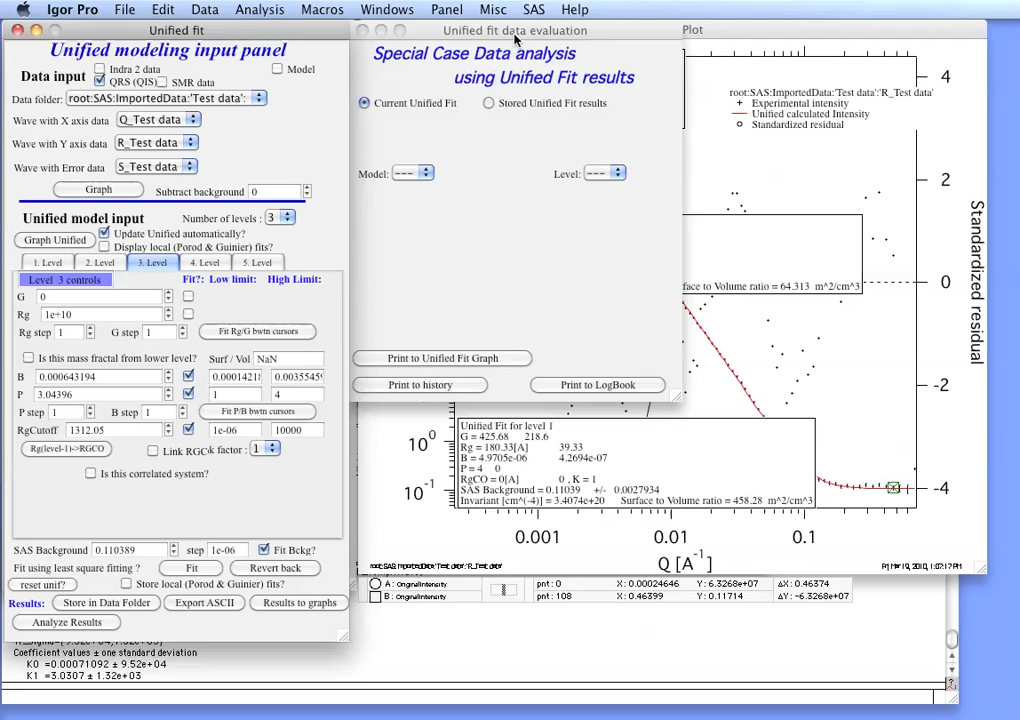 Igor Pro File Edit Data Analysis Macros Windows Panel Misc SAS Help
Unified fit
Unified modeling input panel
Data input
Indra 2 data
Model
QRS (QIS)
SMR data
Data folder: root:SAS:ImportedData:'Test data':
Wave with X axis data Q_Test data
Wave with Y axis data R_Test data
Wave with Error data S_Test data
Graph
Subtract background 0
Unified model input
Number of levels : 3
Graph Unified
Update Unified automatically?
Display local (Porod & Guinier) fits?
1. Level 2. Level 3. Level 4. Level 5. Level
Level 3 controls
Fit?: Low limit: High Limit:
G 0
Rg 1e+10
Rg step 1 G step 1 Fit Rg/G bwtn cursors
Is this mass fractal from lower level?
Surf / Vol NaN
B 0.000643194 0.0001421 0.0035545
P 3.04396 1 4
P step 1 B step 1 Fit P/B bwtn cursors
RgCutoff 1312.05 1e-06 10000
Rg(level-1)->RGCO
Link RGC
k factor : 1
Is this correlated system?
SAS Background 0.110389 step 1e-06 Fit Bckg?
Fit using least square fitting ? Fit Revert back
reset unif?
Store local (Porod & Guinier) fits?
Results: Store in Data Folder Export ASCII Results to graphs
Analyze Results
Coefficient values ± one standard deviation
K0 =0.00071092 ± 9.52e+04
K1 =3.0307 ± 1.32e+03
Unified fit data evaluation
Special Case Data analysis
using Unified Fit results
Current Unified Fit
Stored Unified Fit results
Model: ---
Level: ---
Print to Unified Fit Graph
Print to history
Print to LogBook
Plot
root:SAS:ImportedData:'Test data':'R_Test data'
Experimental intensity
Unified calculated Intensity
Standardized residual
4
2
0
-2
-4
Standardized residual
face to Volume ratio = 64.313 m^2/cm^3
10^0
10^-1
Unified Fit for level 1
G = 425.68 218.6
Rg = 180.33[A] 39.33
B = 4.9705e-06 4.2694e-07
P = 4 0
RgCO = 0[A] 0 , K = 1
SAS Background = 0.11039 +/- 0.0027934
Invariant [cm^(-4)] = 3.4074e+20 Surface to Volume ratio = 458.28 m^2/cm^3
0.001
0.01
0.1
Q [A^-1]
A : OriginalIntensity pnt: 0 X: 0.00024646 Y: 6.3268e+07 ΔX: 0.46374
B : OriginalIntensity pnt: 108 X: 0.46399 Y: 0.11714 ΔY: -6.3268e+07